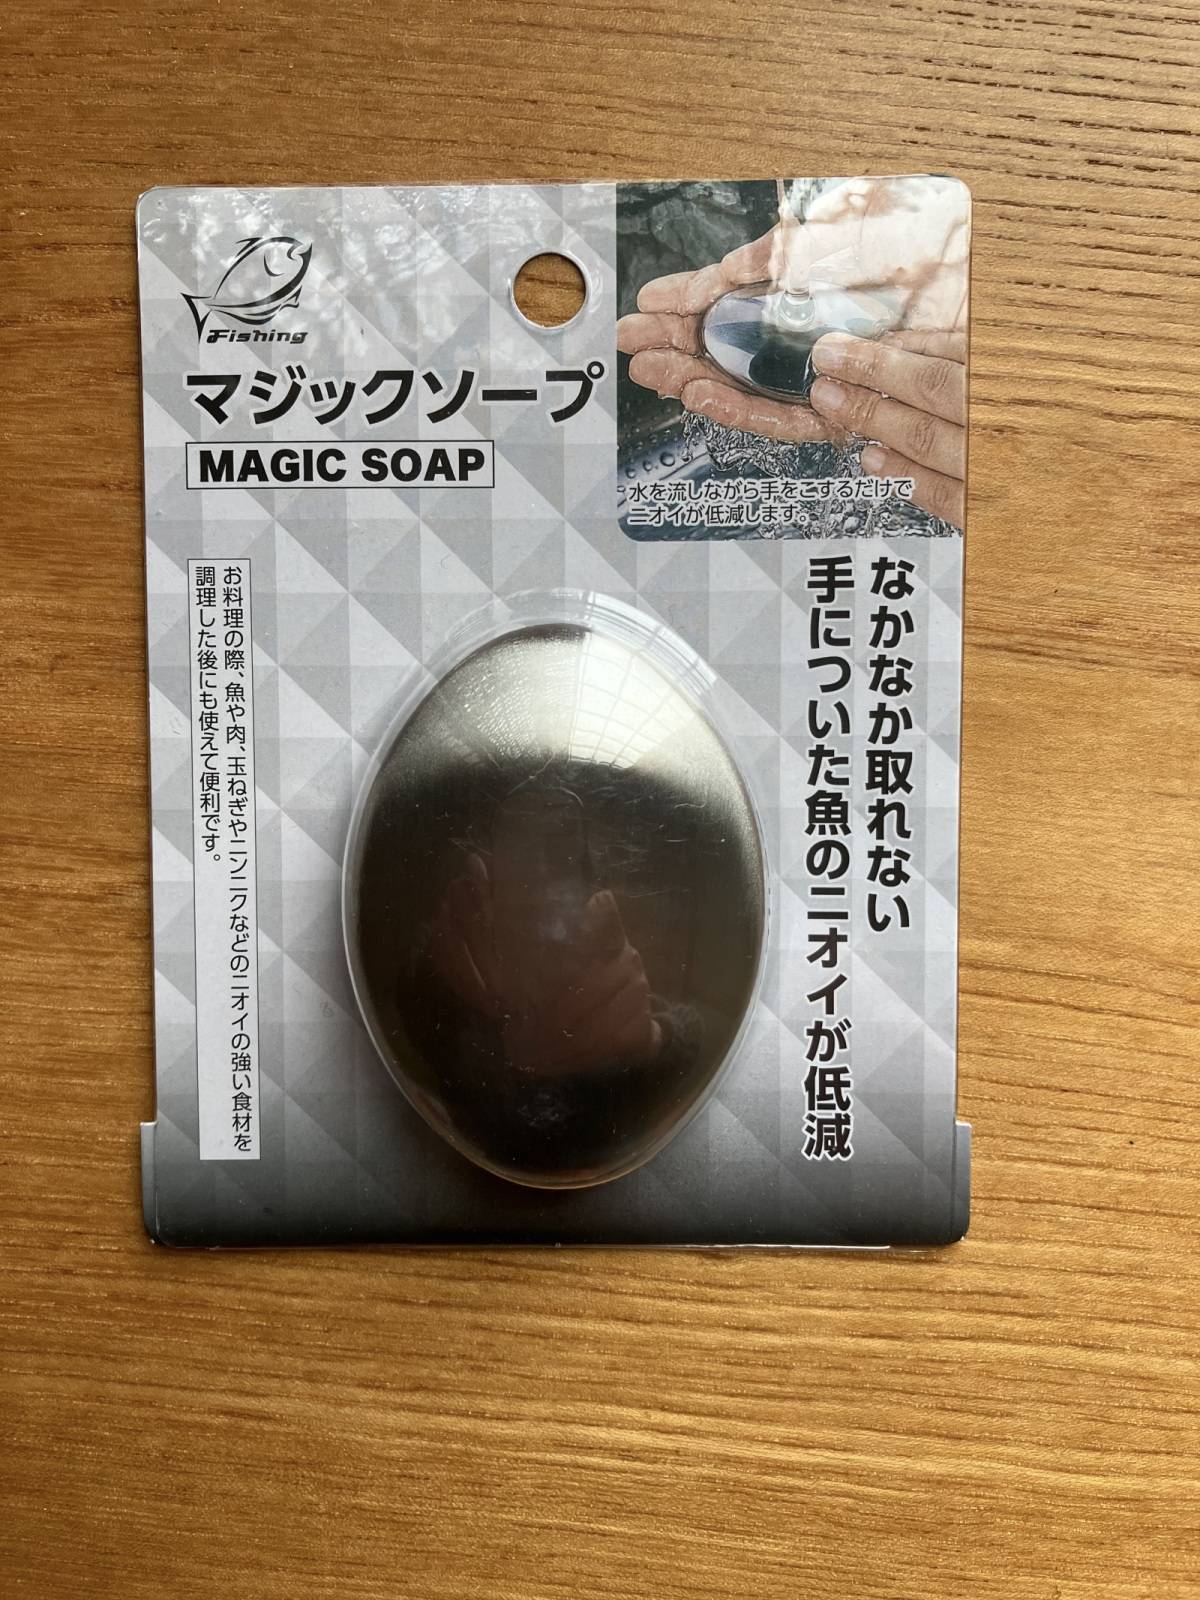 Fishing
マジックソープ
MAGIC SOAP
水を流しながら手をこするだけで
ニオイが低減します。
なかなか取れない
手についた魚のニオイが低減
お料理の際、魚や肉、玉ねぎやニンニクなどのニオイの強い食材を
調理した後にも使えて便利です。